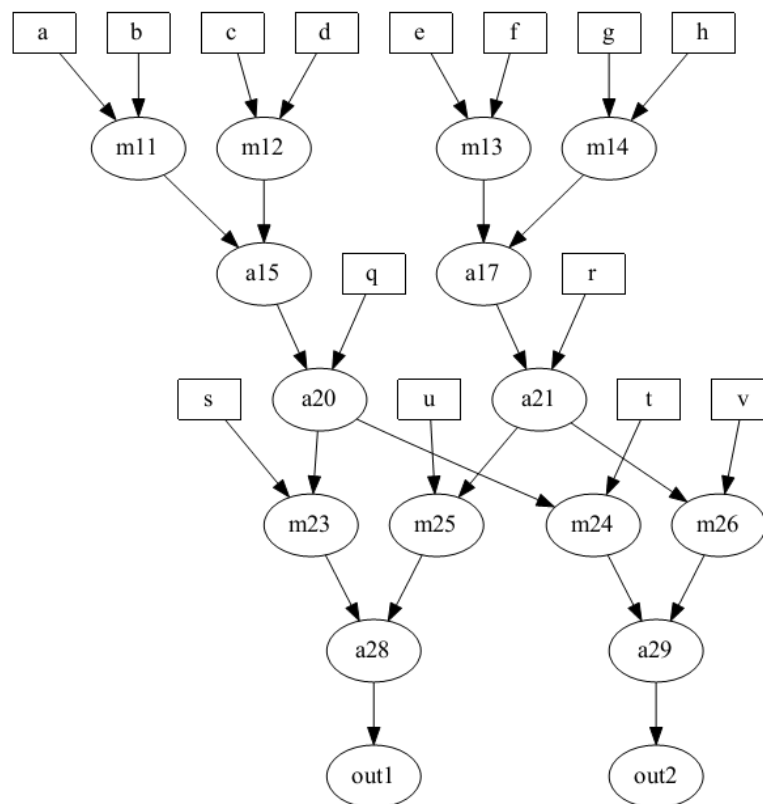 a b c d e f g h
m11 m12 m13 m14
a15 q a17 r
s a20 u a21 t v
m23 m25 m24 m26
a28 a29
out1 out2